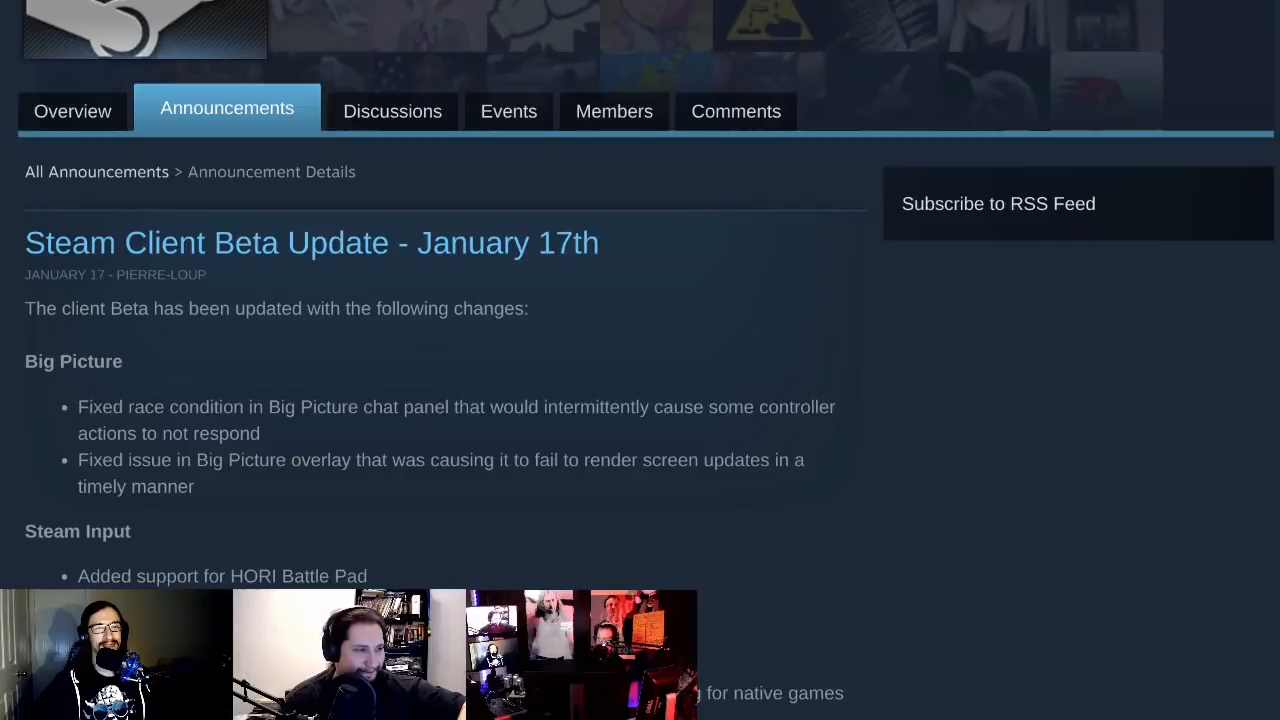 Overview
Announcements
Discussions
Events
Members
Comments
All Announcements > Announcement Details
Subscribe to RSS Feed
Steam Client Beta Update - January 17th
JANUARY 17 - PIERRE-LOUP
The client Beta has been updated with the following changes:
Big Picture
• Fixed race condition in Big Picture chat panel that would intermittently cause some controller
actions to not respond
• Fixed issue in Big Picture overlay that was causing it to fail to render screen updates in a
timely manner
Steam Input
• Added support for HORI Battle Pad
for native games